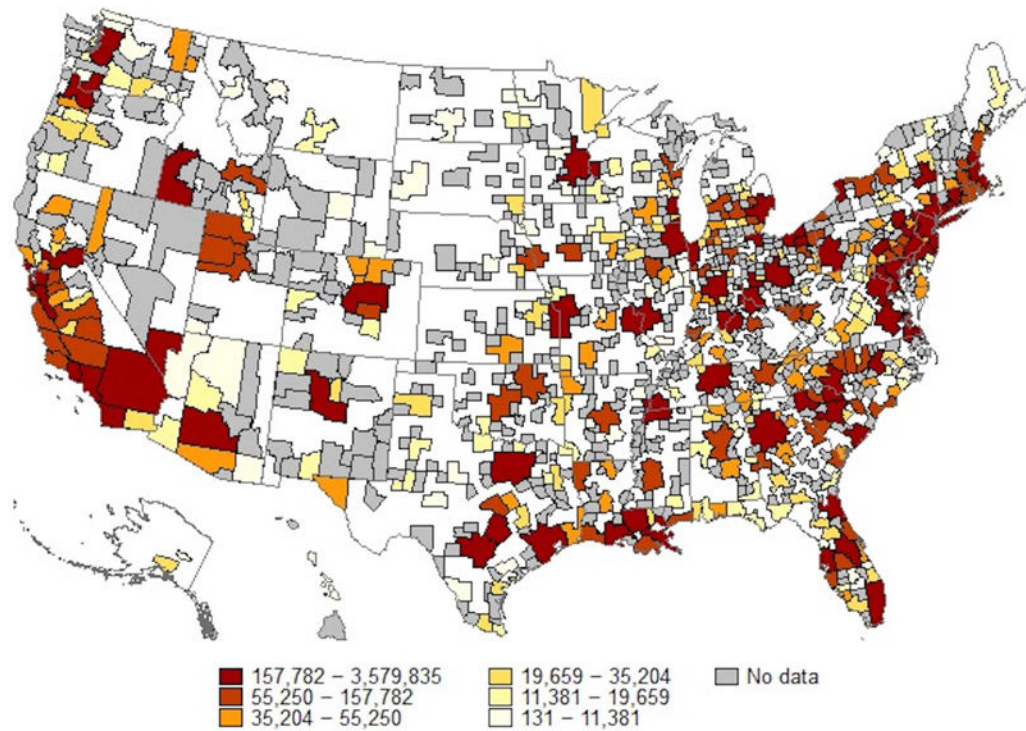 157,782 – 3,579,835
55,250 – 157,782
35,204 – 55,250
19,659 – 35,204
11,381 – 19,659
131 – 11,381
No data